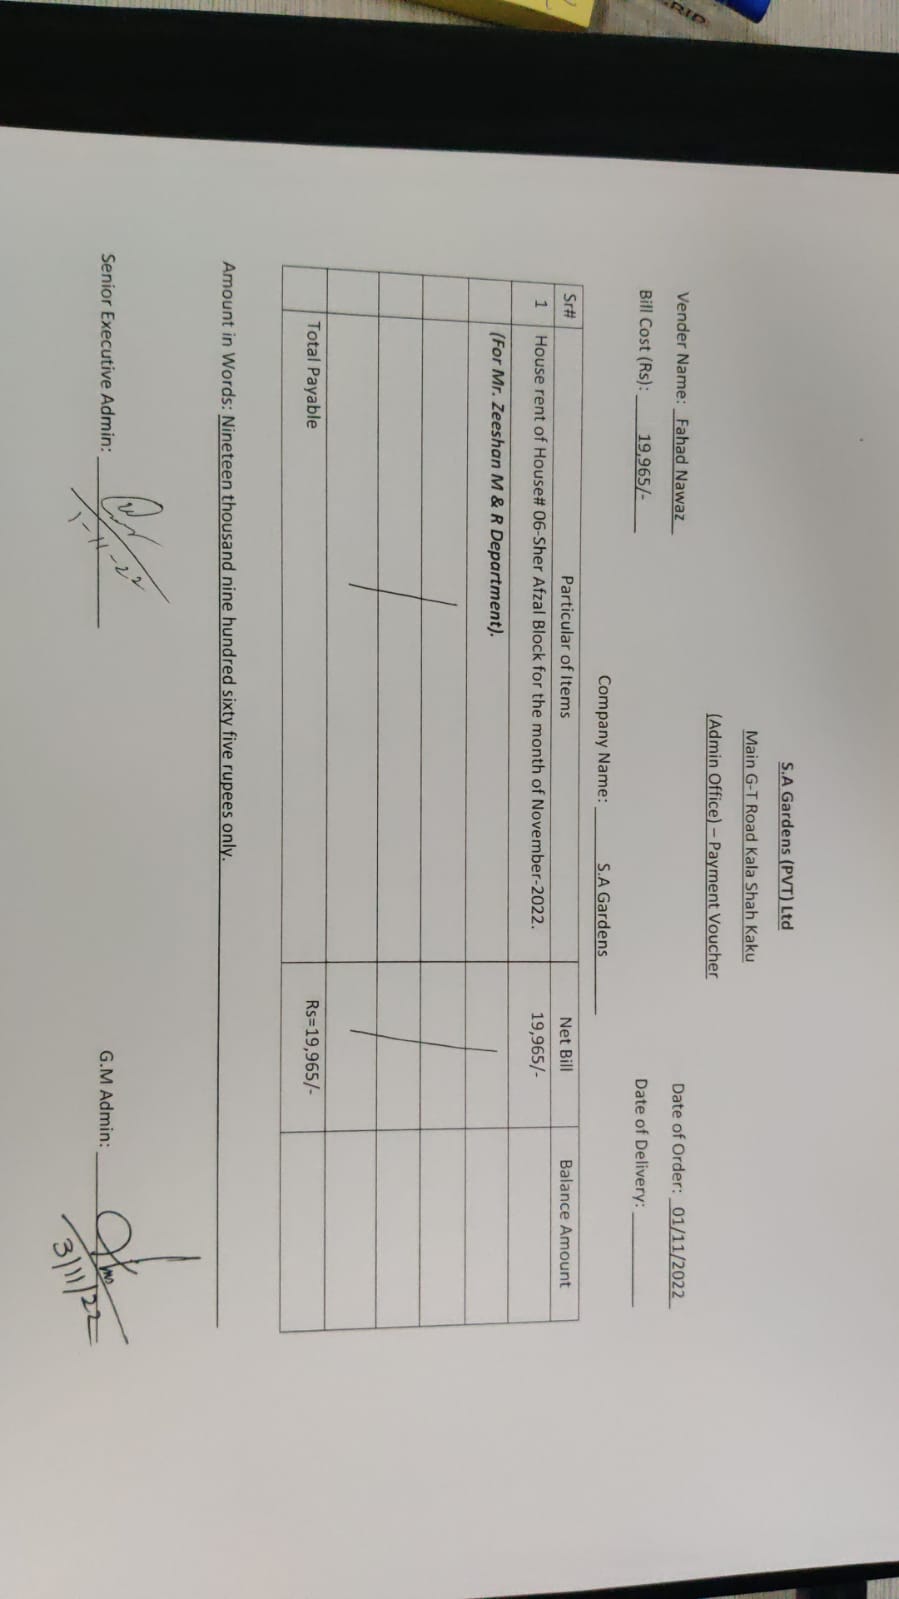 S.A Gardens (PVT) Ltd
Main G-T Road Kala Shah Kaku
(Admin Office) – Payment Voucher
Vender Name: Fahad Nawaz
Date of Order: 01/11/2022
Bill Cost (Rs): 19,965/-
Date of Delivery:
Company Name: S.A Gardens
Sr# Particular of Items Net Bill Balance Amount
1 House rent of House# 06-Sher Afzal Block for the month of November-2022. 19,965/-
(For Mr. Zeeshan M & R Department).
Total Payable Rs=19,965/-
Amount in Words: Nineteen thousand nine hundred sixty five rupees only.
Senior Executive Admin:
1-11-22
G.M Admin:
3/11/22